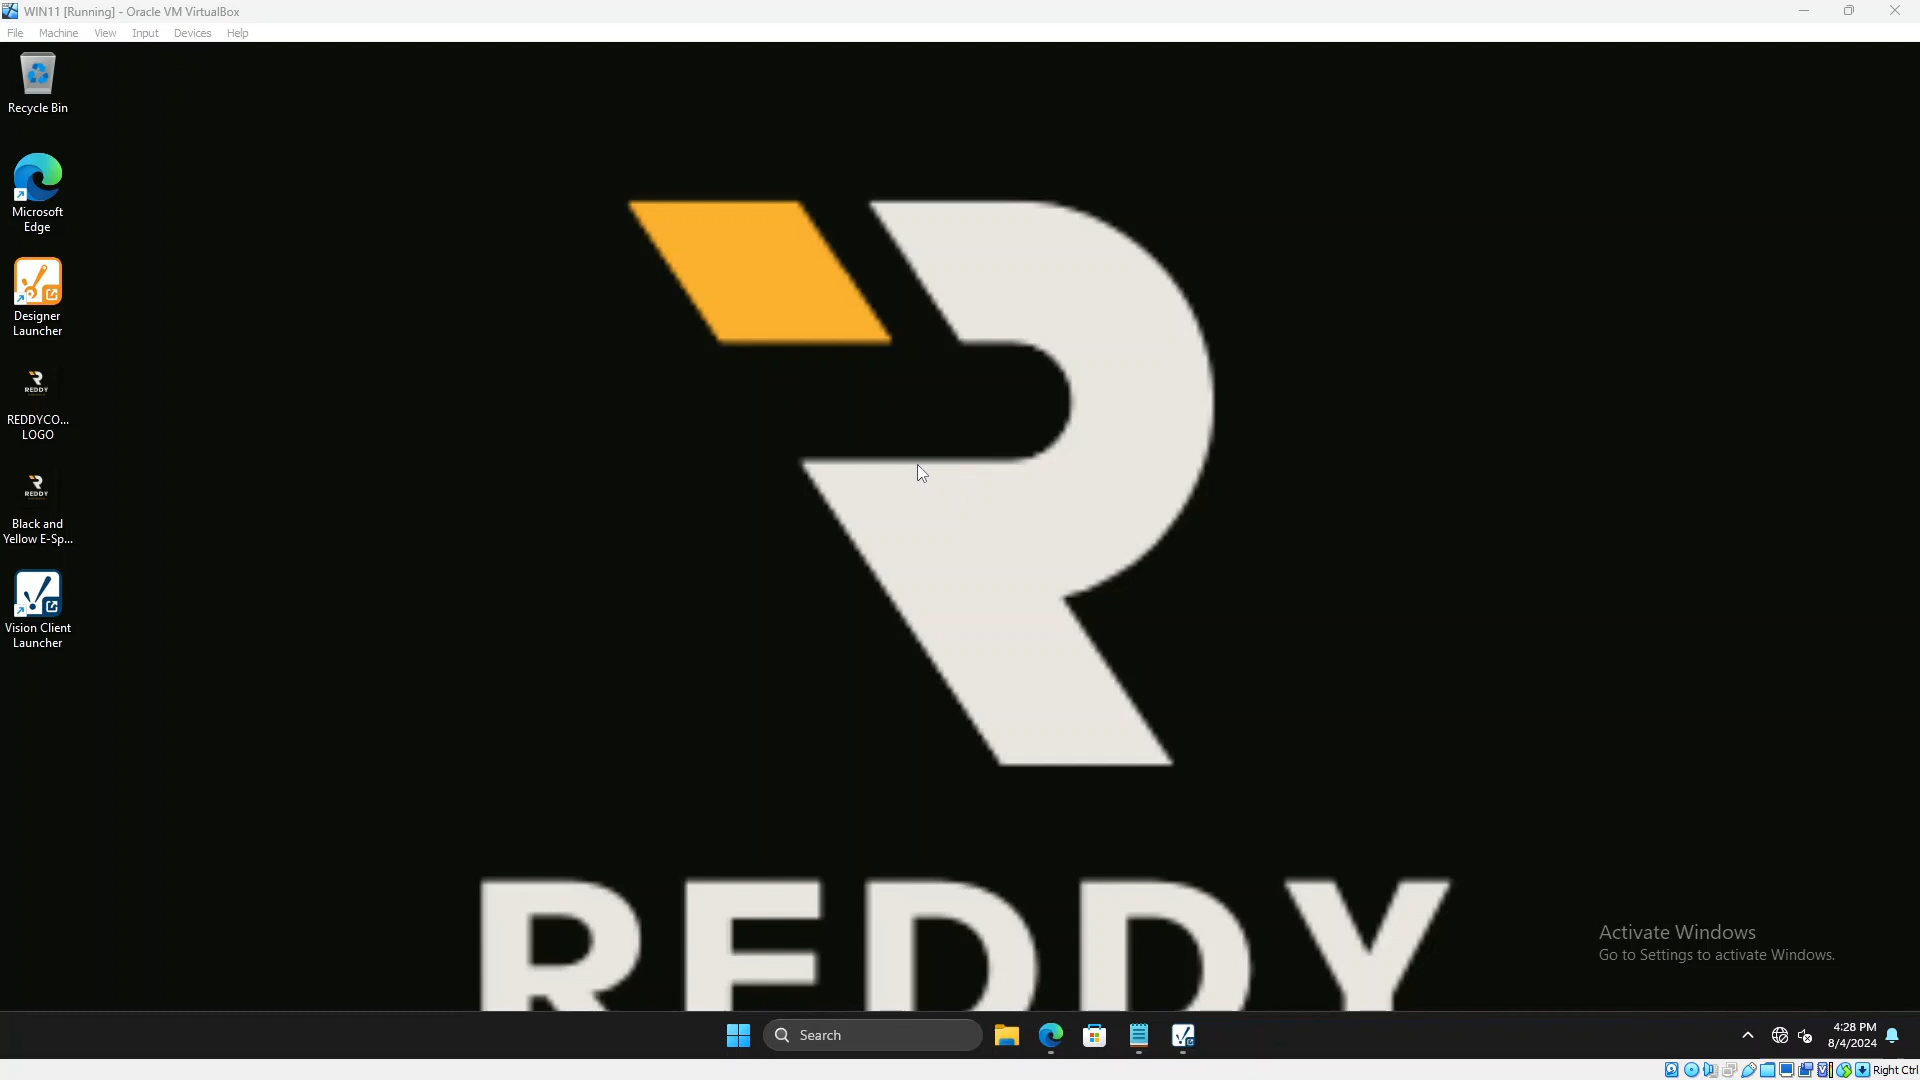 WIN11 [Running] - Oracle VM VirtualBox
File Machine View Input Devices Help
Recycle Bin
Microsoft
Edge
Designer
Launcher
REDDY
REDDYCO...
LOGO
REDDY
Black and
Yellow E-Sp...
Vision Client
Launcher
REDDY
Activate Windows
Go to Settings to activate Windows.
Search
4:28 PM
8/4/2024
Right Ctrl